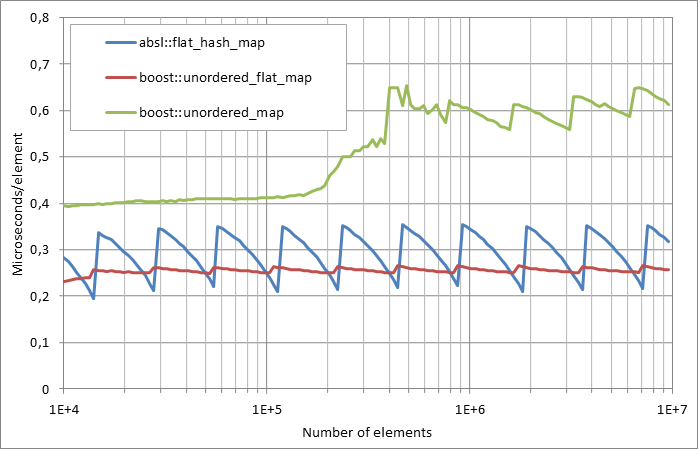 0,8
absl::flat_hash_map
0,7
boost::unordered_flat_map
boost::unordered_map
0,6
0,5
0,4
0,3
0,2
0,1
0
Microseconds/element
1E+4
1E+5
1E+6
1E+7
Number of elements